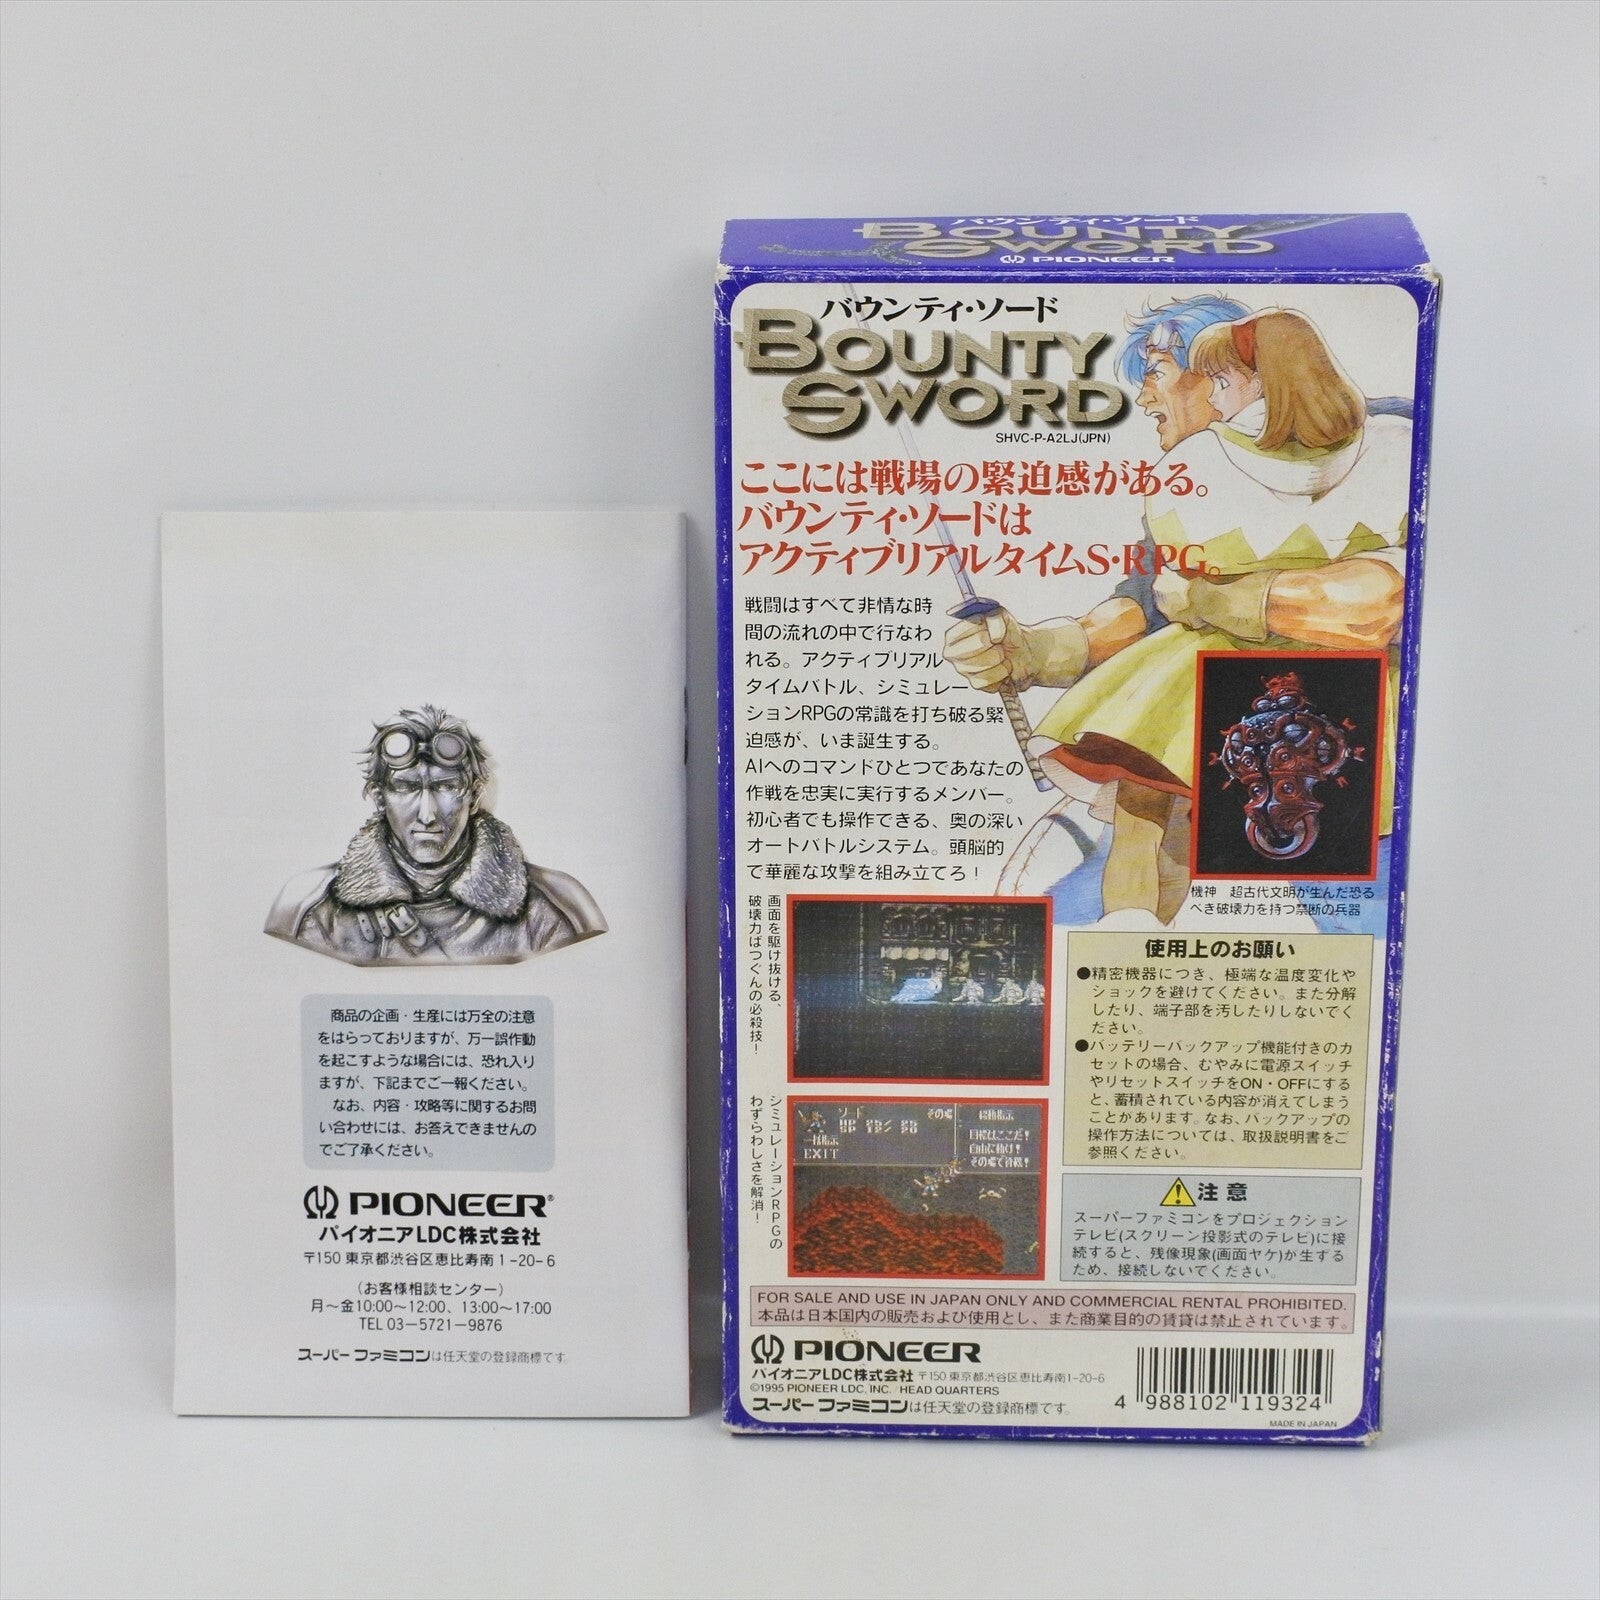 商品の企画・生産には万全の注意
をはらっておりますが、万一誤作動
を起こすような場合には、恐れ入り
ますが、下記までご一報ください。
なお、内容・攻略等に関するお問
い合わせには、お答えできませんの
でご了承ください。
PIONEER®
パイオニアLDC株式会社
〒150 東京都渋谷区恵比寿南1-20-6
(お客様相談センター)
月～金10:00～12:00、13:00～17:00
TEL 03-5721-9876
スーパーファミコンは任天堂の登録商標です。
バウンティ・ソード
BOUNTY
SWORD
PIONEER
バウンティ・ソード
BOUNTY
SWORD
SHVC-P-A2LJ(JPN)
ここには戦場の緊迫感がある。
バウンティ・ソードは
アクティブリアルタイムS・RPG。
戦闘はすべて非情な時
間の流れの中で行なわ
れる。アクティブリアル
タイムバトル、シミュレー
ションRPGの常識を打ち破る緊
迫感が、いま誕生する。
AIへのコマンドひとつであなたの
作戦を忠実に実行するメンバー。
初心者でも操作できる、奥の深い
オートバトルシステム。頭脳的
で華麗な攻撃を組み立てろ！
機神 超古代文明が生んだ恐る
べき破壊力を持つ禁断の兵器
画面を駆け抜ける、
破壊力ばつぐんの必殺技！
シミュレーションRPGの
わずらわしさを解消！
ソード
その場
一括指示
EXIT
移動指示
目標はここだ！
自由に動け！
その場で待機！
使用上のお願い
●精密機器につき、極端な温度変化や
ショックを避けてください。また分解
したり、端子部を汚したりしないでく
ださい。
●バッテリーバックアップ機能付きのカ
セットの場合、むやみに電源スイッチ
やリセットスイッチをON・OFFにする
と、蓄積されている内容が消えてしまう
ことがあります。なお、バックアップの
操作方法については、取扱説明書をご
参照ください。
注意
スーパーファミコンをプロジェクション
テレビ(スクリーン投影式のテレビ)に接
続すると、残像現象(画面ヤケ)が生ずる
ため、接続しないでください。
FOR SALE AND USE IN JAPAN ONLY AND COMMERCIAL RENTAL PROHIBITED.
本品は日本国内の販売および使用とし、また商業目的の賃貸は禁止されています。
PIONEER
パイオニアLDC株式会社 〒150 東京都渋谷区恵比寿南1-20-6
©1995 PIONEER LDC, INC. / HEAD QUARTERS
スーパーファミコンは任天堂の登録商標です。
4 988102 119324
MADE IN JAPAN